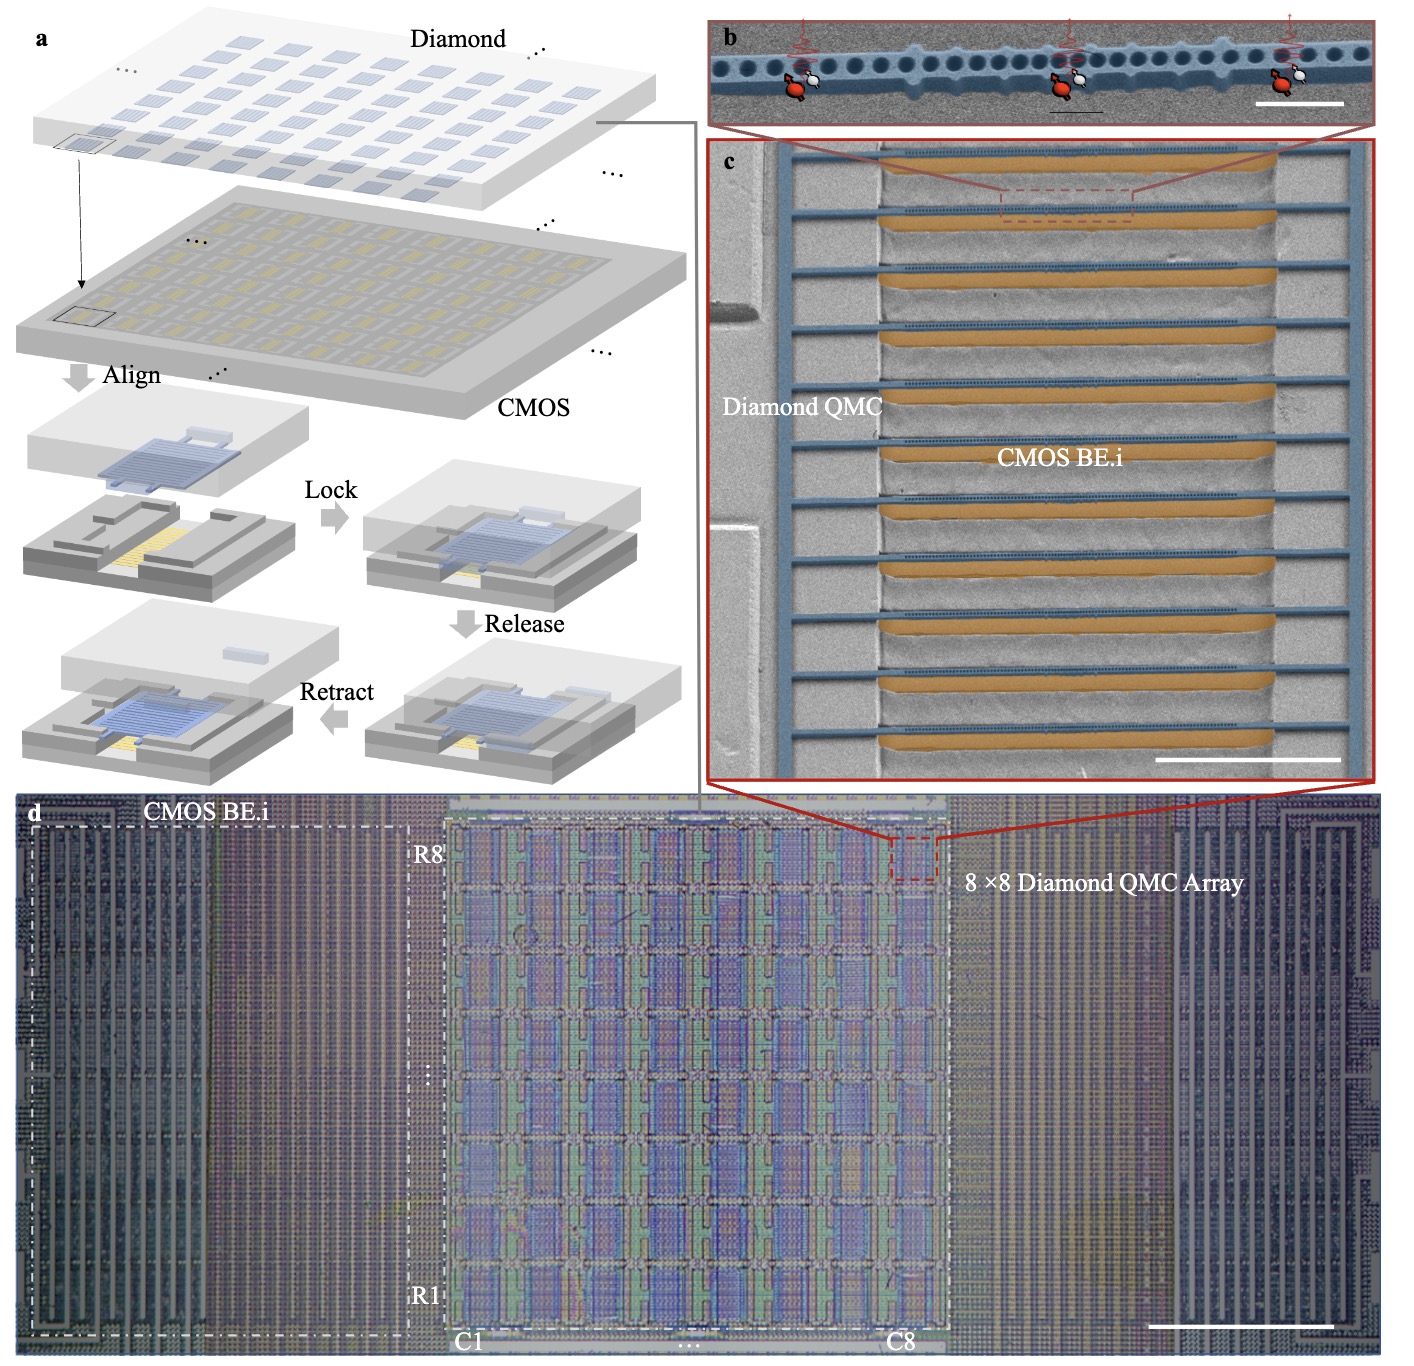 a
Diamond
...
...
...
...
...
...
Align
...
CMOS
Lock
Release
Retract
b
c
Diamond QMC
CMOS BE.i
d
CMOS BE.i
R8
8 ×8 Diamond QMC Array
...
R1
C1
...
C8